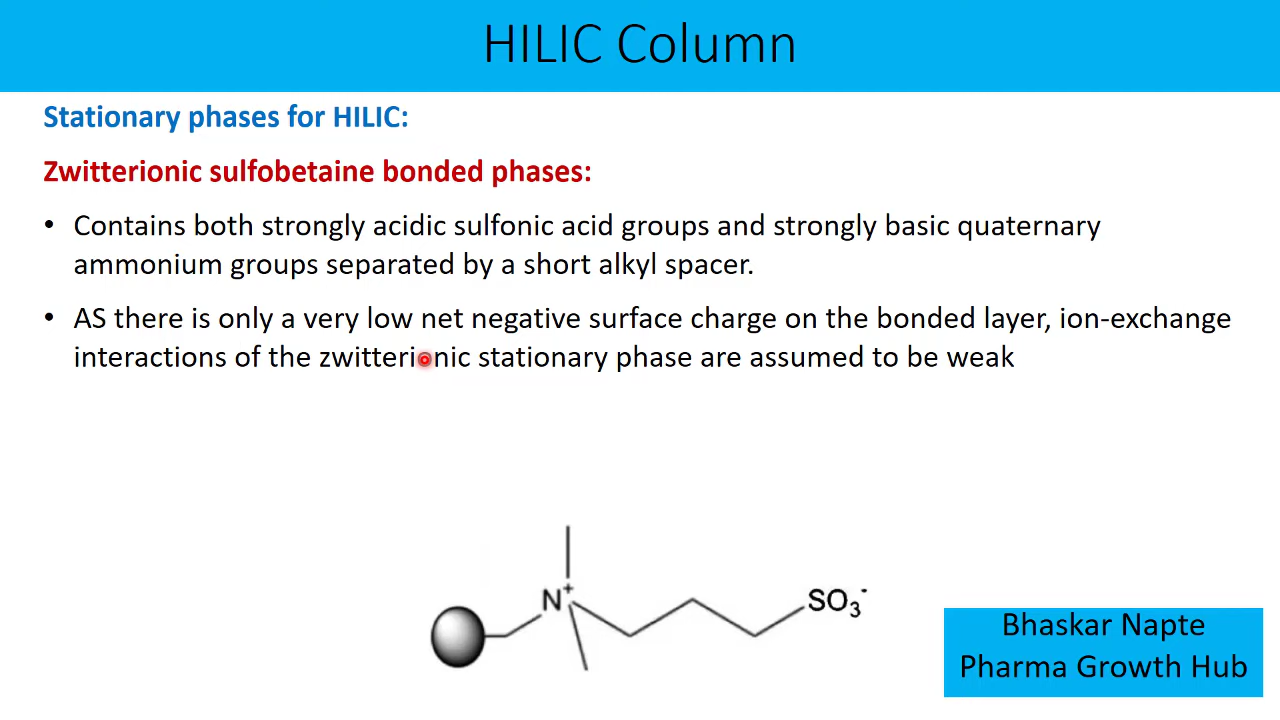 HILIC Column
Stationary phases for HILIC:
Zwitterionic sulfobetaine bonded phases:
• Contains both strongly acidic sulfonic acid groups and strongly basic quaternary
ammonium groups separated by a short alkyl spacer.
• AS there is only a very low net negative surface charge on the bonded layer, ion-exchange
interactions of the zwitterionic stationary phase are assumed to be weak
N⁺
SO₃⁻
Bhaskar Napte
Pharma Growth Hub